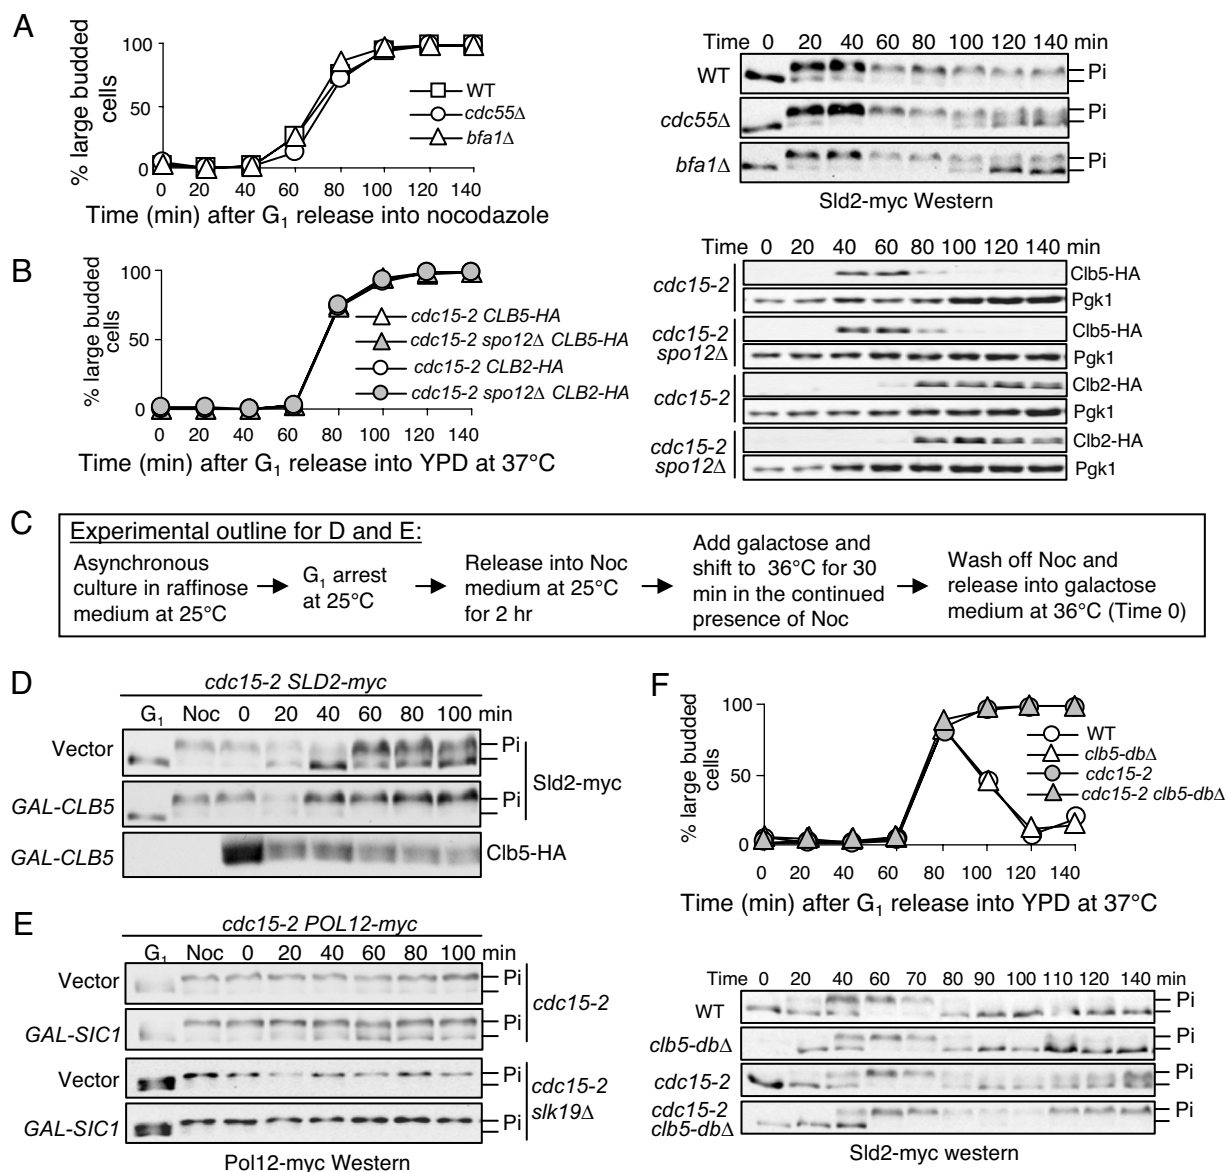 A
% large budded cells
100
50
0
WT
cdc55Δ
bfa1Δ
0 20 40 60 80 100 120 140
Time (min) after G1 release into nocodazole
Time 0 20 40 60 80 100 120 140 min
WT
Pi
cdc55Δ
Pi
bfa1Δ
Pi
Sld2-myc Western
B
% large budded cells
100
50
0
cdc15-2 CLB5-HA
cdc15-2 spo12Δ CLB5-HA
cdc15-2 CLB2-HA
cdc15-2 spo12Δ CLB2-HA
0 20 40 60 80 100 120 140
Time (min) after G1 release into YPD at 37°C
Time 0 20 40 60 80 100 120 140 min
cdc15-2
Clb5-HA
Pgk1
cdc15-2 spo12Δ
Clb5-HA
Pgk1
cdc15-2
Clb2-HA
Pgk1
cdc15-2 spo12Δ
Clb2-HA
Pgk1
C
Experimental outline for D and E:
Asynchronous
culture in raffinose
medium at 25°C
G1 arrest
at 25°C
Release into Noc
medium at 25°C
for 2 hr
Add galactose and
shift to 36°C for 30
min in the continued
presence of Noc
Wash off Noc and
release into galactose
medium at 36°C (Time 0)
D
cdc15-2 SLD2-myc
G1 Noc 0 20 40 60 80 100 min
Vector
Pi
GAL-CLB5
Pi
Sld2-myc
GAL-CLB5
Clb5-HA
E
cdc15-2 POL12-myc
G1 Noc 0 20 40 60 80 100 min
Vector
Pi
GAL-SIC1
Pi
cdc15-2
Vector
Pi
GAL-SIC1
Pi
cdc15-2
slk19Δ
Pol12-myc Western
F
% large budded cells
100
50
0
WT
clb5-dbΔ
cdc15-2
cdc15-2 clb5-dbΔ
0 20 40 60 80 100 120 140
Time (min) after G1 release into YPD at 37°C
Time 0 20 40 60 70 80 90 100 110 120 140 min
WT
Pi
clb5-dbΔ
Pi
cdc15-2
Pi
cdc15-2
clb5-dbΔ
Pi
Sld2-myc western